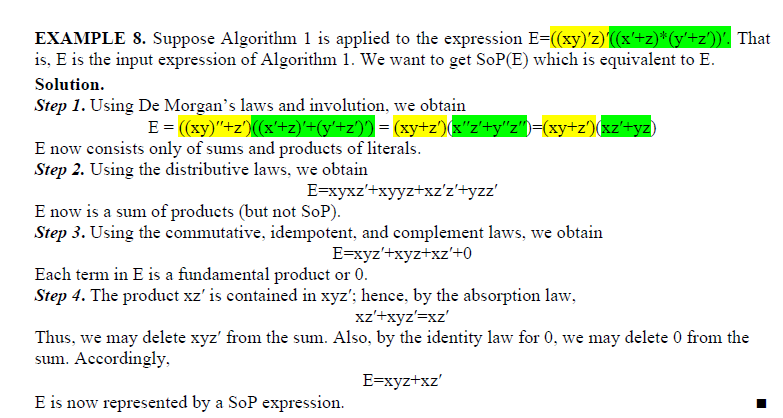 EXAMPLE 8. Suppose Algorithm 1 is applied to the expression E=((xy)′z)′((x′+z)*(y′+z′))′. That
is, E is the input expression of Algorithm 1. We want to get SoP(E) which is equivalent to E.
Solution.
Step 1. Using De Morgan’s laws and involution, we obtain
E = ((xy)′′+z′)((x′+z)′+(y′+z′)′) = (xy+z′)(x′′z′+y′′z′′)=(xy+z′)(xz′+yz)
E now consists only of sums and products of literals.
Step 2. Using the distributive laws, we obtain
E=xyxz′+xyyz+xz′z′+yzz′
E now is a sum of products (but not SoP).
Step 3. Using the commutative, idempotent, and complement laws, we obtain
E=xyz′+xyz+xz′+0
Each term in E is a fundamental product or 0.
Step 4. The product xz′ is contained in xyz′; hence, by the absorption law,
xz′+xyz′=xz′
Thus, we may delete xyz′ from the sum. Also, by the identity law for 0, we may delete 0 from the
sum. Accordingly,
E=xyz+xz′
E is now represented by a SoP expression. ■